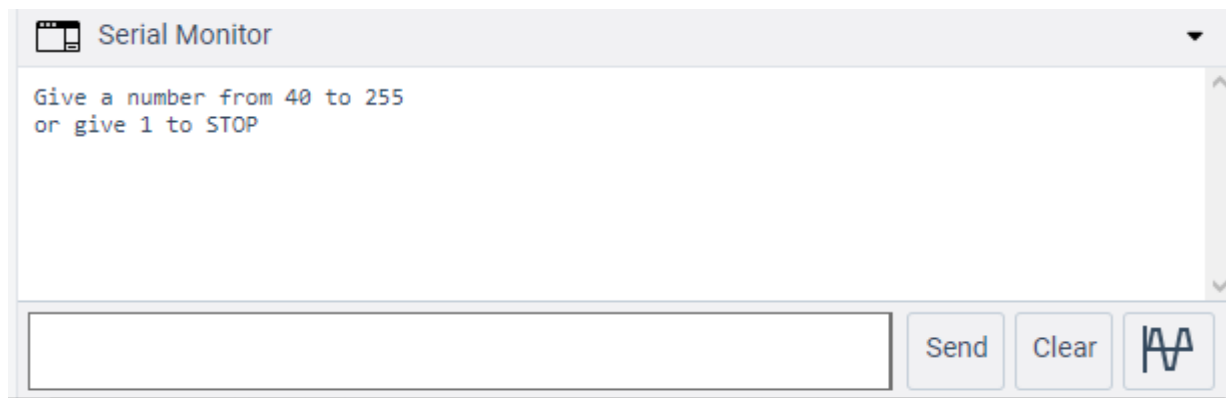 Serial Monitor
Give a number from 40 to 255
or give 1 to STOP
Send Clear